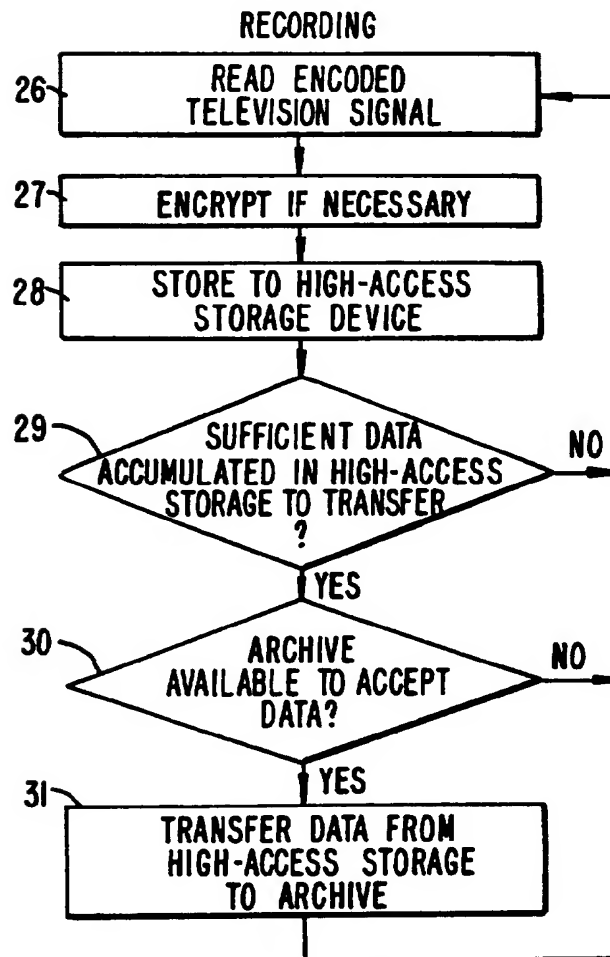 RECORDING
26
READ ENCODED
TELEVISION SIGNAL
27
ENCRYPT IF NECESSARY
28
STORE TO HIGH-ACCESS
STORAGE DEVICE
29
SUFFICIENT DATA
ACCUMULATED IN HIGH-ACCESS
STORAGE TO TRANSFER
?
NO
YES
30
ARCHIVE
AVAILABLE TO ACCEPT
DATA?
NO
YES
31
TRANSFER DATA FROM
HIGH-ACCESS STORAGE
TO ARCHIVE